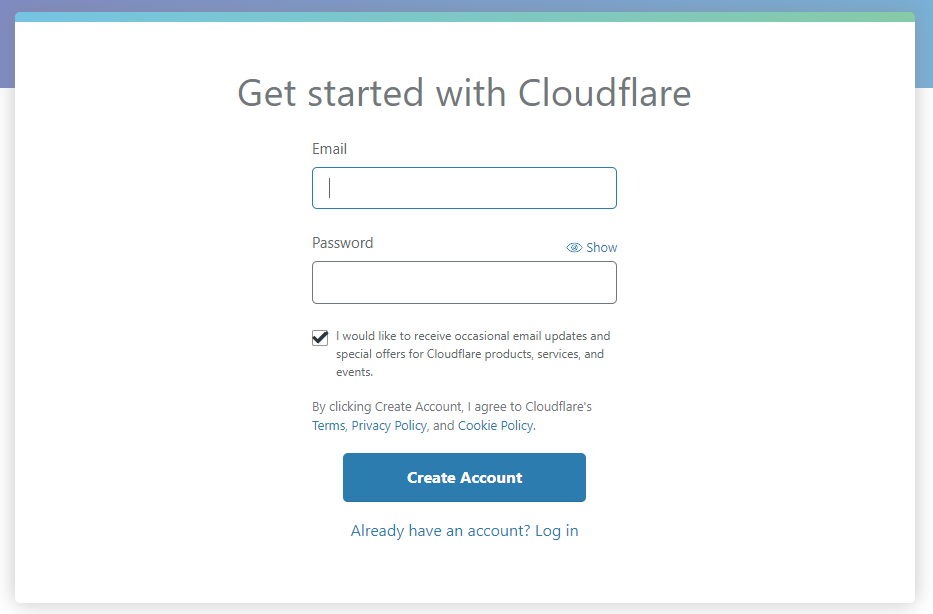 Get started with Cloudflare
Email
Password
Show
I would like to receive occasional email updates and
special offers for Cloudflare products, services, and
events.
By clicking Create Account, I agree to Cloudflare's
Terms, Privacy Policy, and Cookie Policy.
Create Account
Already have an account? Log in